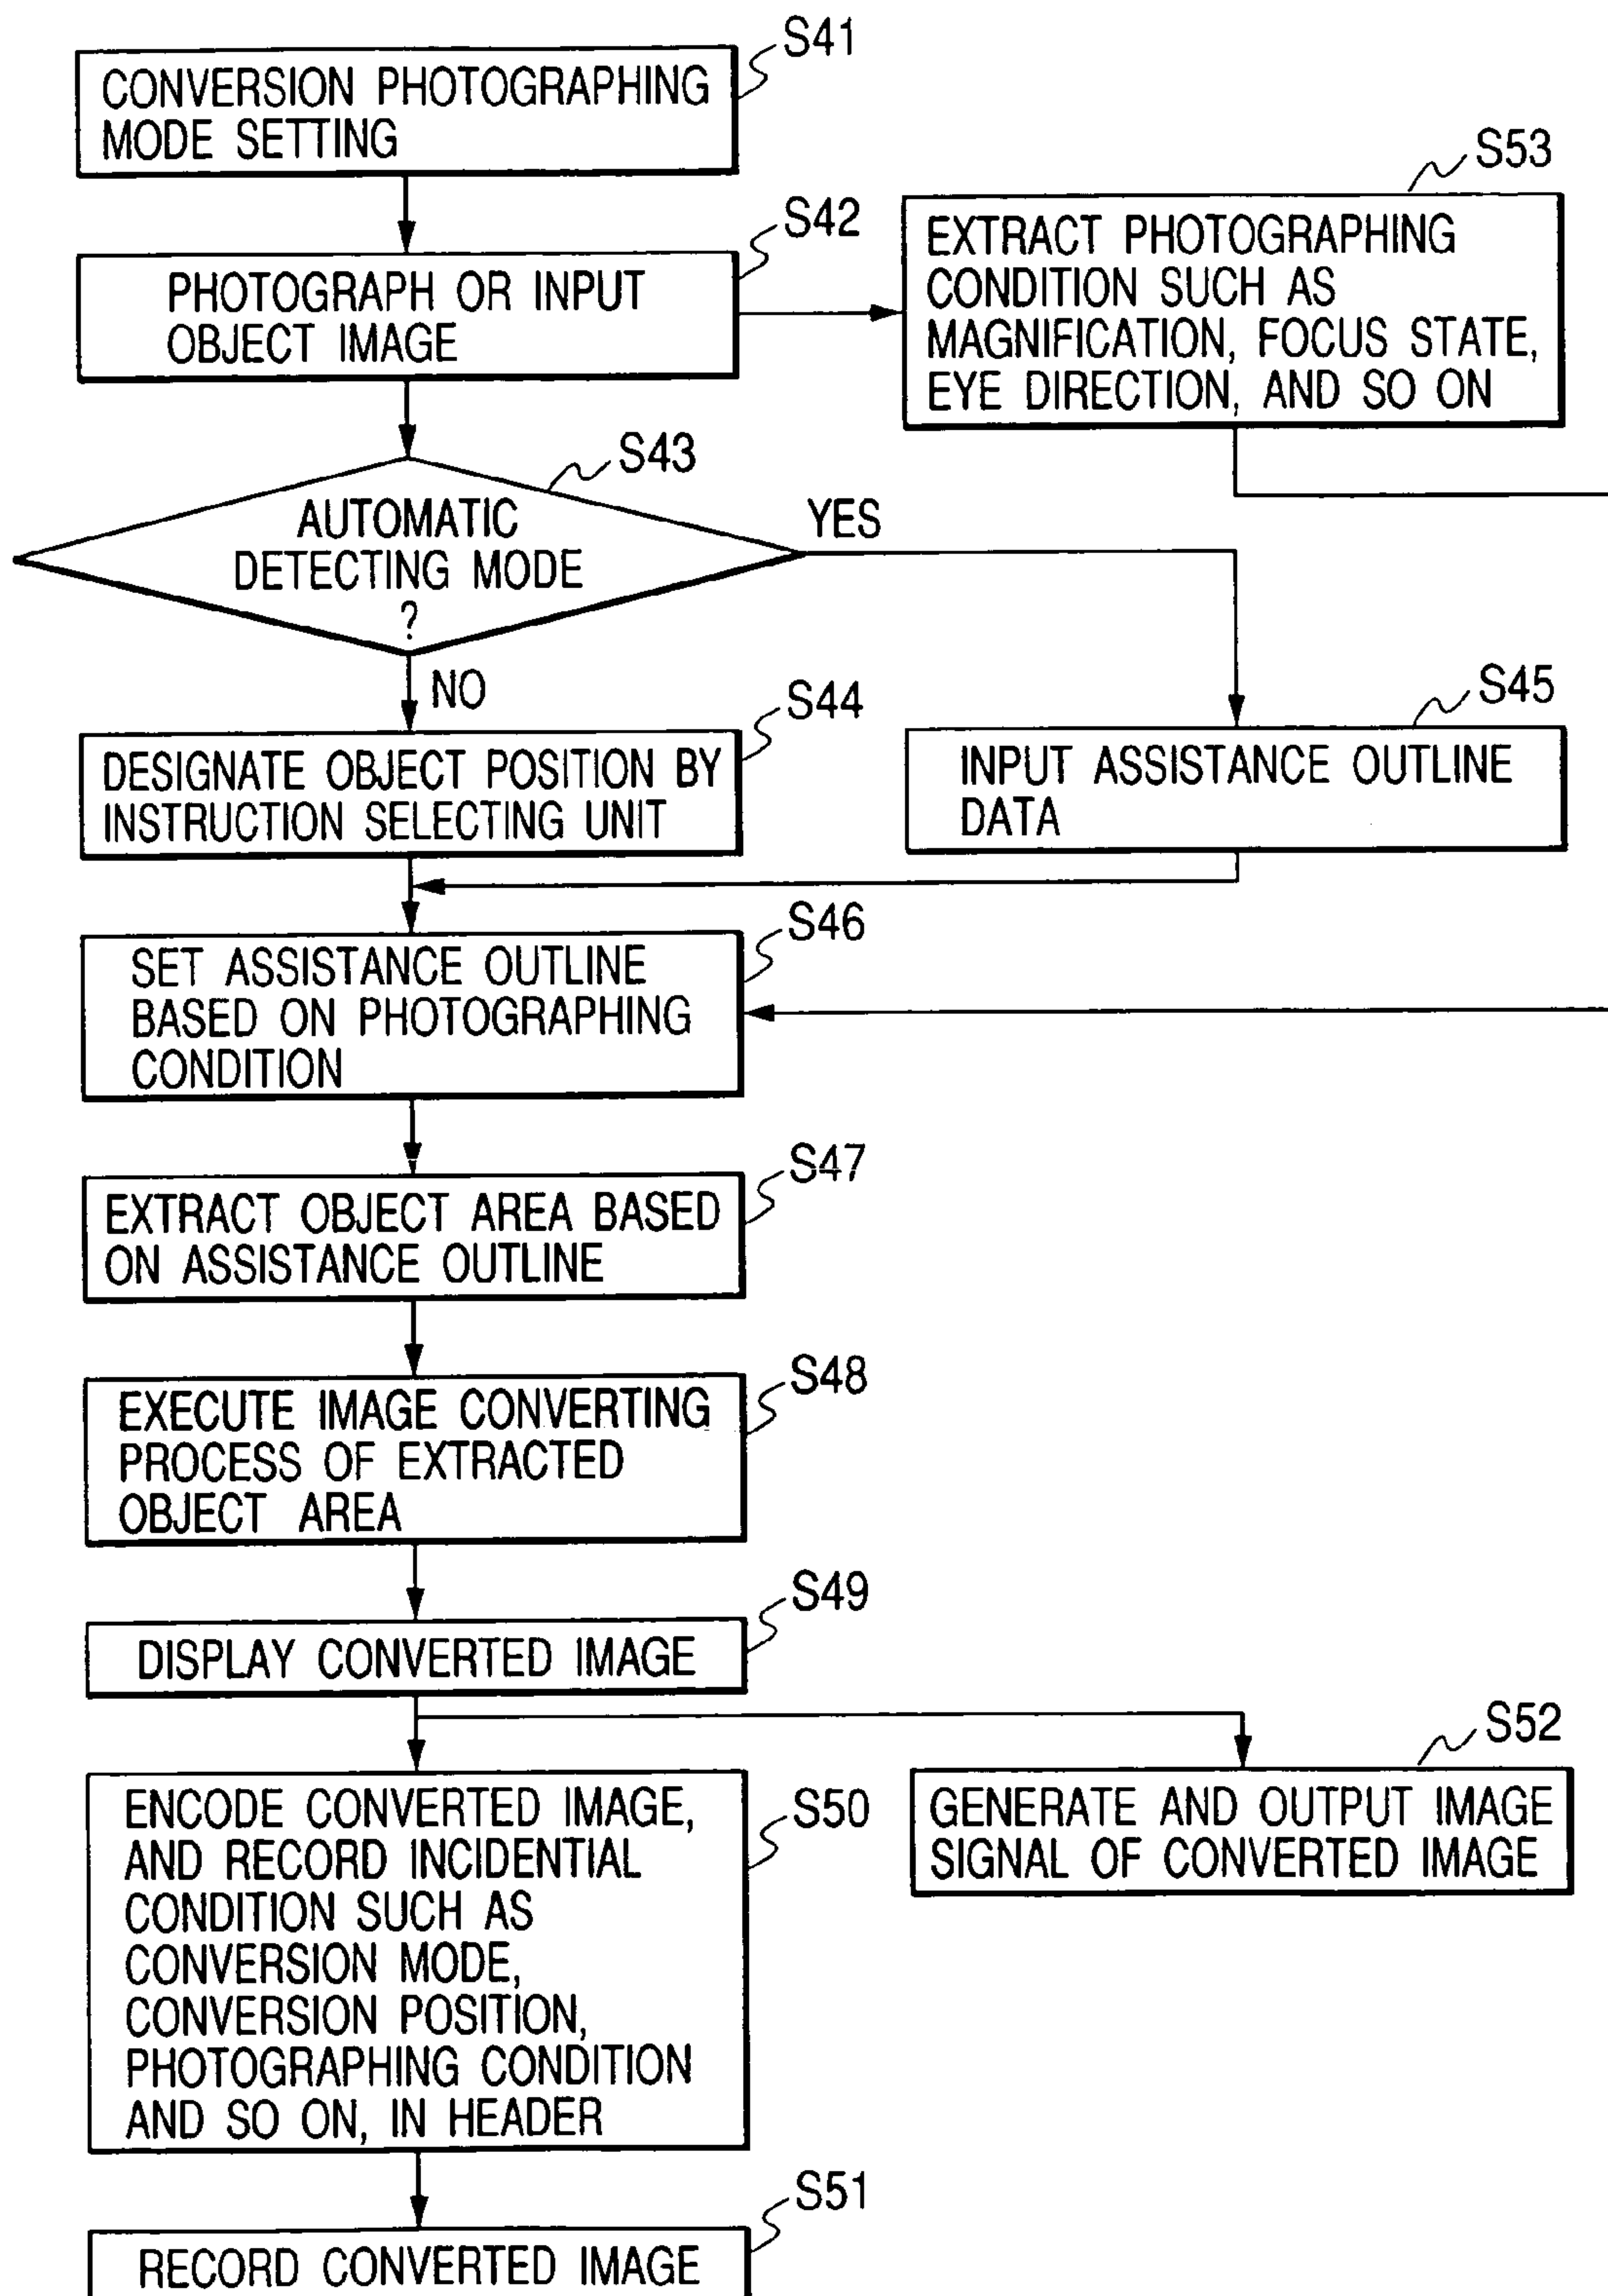 S41
CONVERSION PHOTOGRAPHING
MODE SETTING
S42
PHOTOGRAPH OR INPUT
OBJECT IMAGE
S53
EXTRACT PHOTOGRAPHING
CONDITION SUCH AS
MAGNIFICATION, FOCUS STATE,
EYE DIRECTION, AND SO ON
S43
AUTOMATIC
DETECTING MODE
?
YES
NO
S44
DESIGNATE OBJECT POSITION BY
INSTRUCTION SELECTING UNIT
S45
INPUT ASSISTANCE OUTLINE
DATA
S46
SET ASSISTANCE OUTLINE
BASED ON PHOTOGRAPHING
CONDITION
S47
EXTRACT OBJECT AREA BASED
ON ASSISTANCE OUTLINE
S48
EXECUTE IMAGE CONVERTING
PROCESS OF EXTRACTED
OBJECT AREA
S49
DISPLAY CONVERTED IMAGE
S50
ENCODE CONVERTED IMAGE,
AND RECORD INCIDENTIAL
CONDITION SUCH AS
CONVERSION MODE,
CONVERSION POSITION,
PHOTOGRAPHING CONDITION
AND SO ON, IN HEADER
S52
GENERATE AND OUTPUT IMAGE
SIGNAL OF CONVERTED IMAGE
S51
RECORD CONVERTED IMAGE